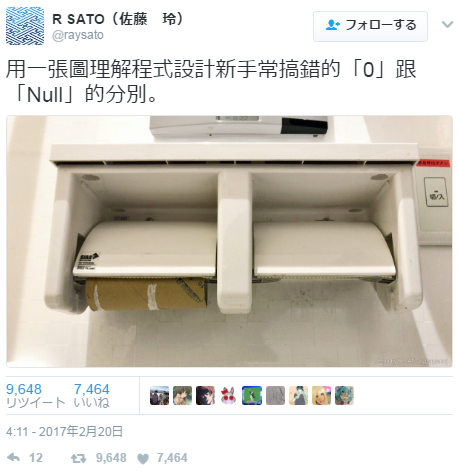 R SATO（佐藤　玲）
@raysato
フォローする
用一張圖理解程式設計新手常搞錯的「0」跟
「Null」的分別。
切/入
9,648 7,464
リツイート いいね
4:11 - 2017年2月20日
12 9,648 7,464